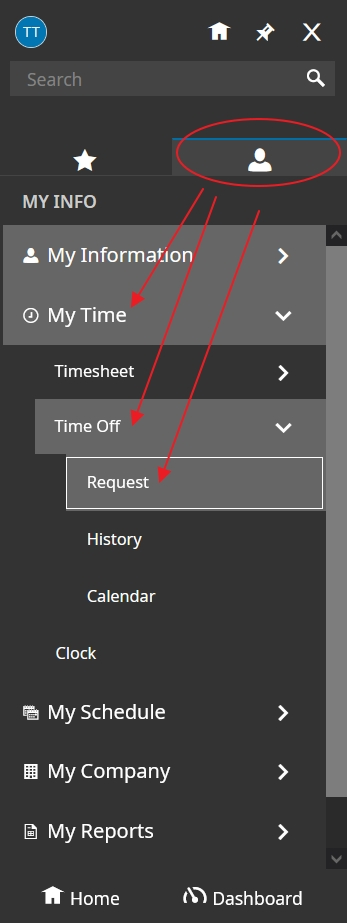 TT
Search
MY INFO
My Information
My Time
Timesheet
Time Off
Request
History
Calendar
Clock
My Schedule
My Company
My Reports
Home Dashboard